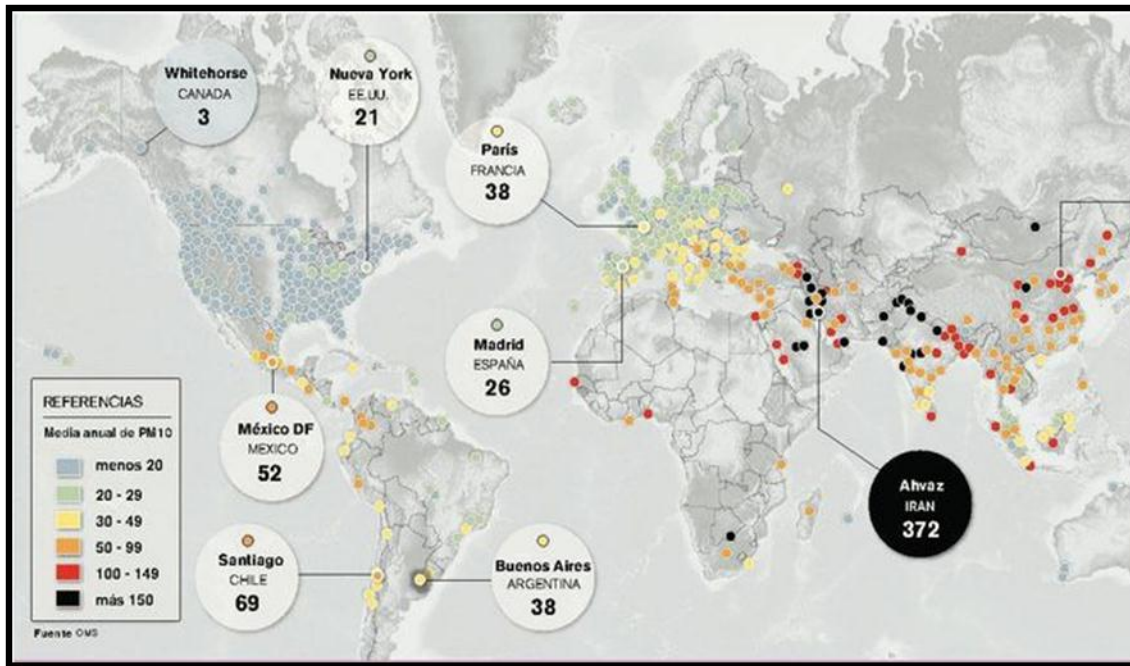 Whitehorse
CANADA
3
Nueva York
EE.UU.
21
París
FRANCIA
38
Madrid
ESPAÑA
26
México DF
MEXICO
52
Santiago
CHILE
69
Buenos Aires
ARGENTINA
38
Ahvaz
IRAN
372
REFERENCIAS
Media anual de PM10
menos 20
20 - 29
30 - 49
50 - 99
100 - 149
más 150
Fuente OMS